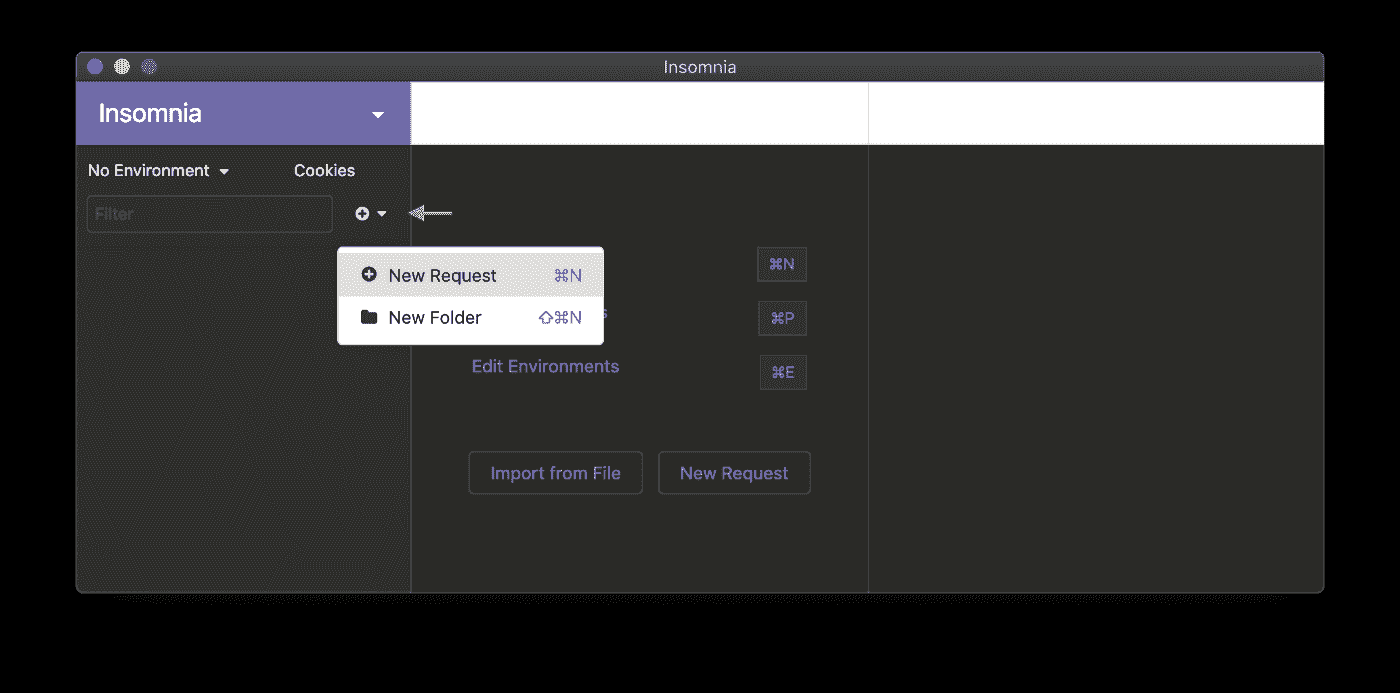 Insomnia
Insomnia
No Environment
Cookies
Filter
New Request ⌘N
New Folder ⇧⌘N
⌘N
⌘P
Edit Environments ⌘E
Import from File
New Request